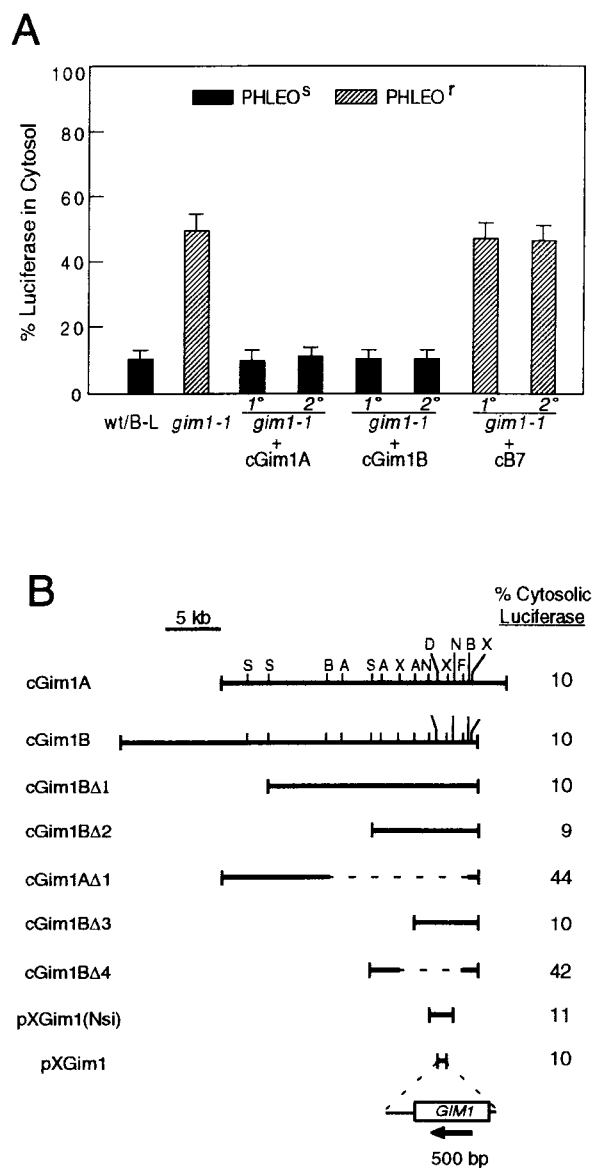 A
% Luciferase in Cytosol
100
80
60
40
20
0
PHLEOˢ PHLEOʳ
1° 2° 1° 2° 1° 2°
wt/B-L gim1-1 gim1-1 gim1-1 gim1-1
+ + +
cGim1A cGim1B cB7
B
% Cytosolic
Luciferase
5 kb
D N B X
S S B A S A X A N X F
cGim1A 10
cGim1B 10
cGim1BΔ1 10
cGim1BΔ2 9
cGim1AΔ1 44
cGim1BΔ3 10
cGim1BΔ4 42
pXGim1(Nsi) 11
pXGim1 10
GIM1
500 bp